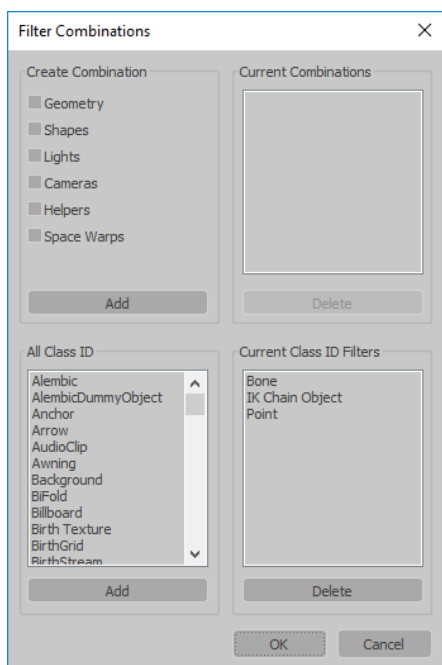 Filter Combinations
Create Combination
Geometry
Shapes
Lights
Cameras
Helpers
Space Warps
Add
Current Combinations
Delete
All Class ID
Alembic
AlembicDummyObject
Anchor
Arrow
AudioClip
Awning
Background
BiFold
Billboard
Birth Texture
BirthGrid
BirthStream
Add
Current Class ID Filters
Bone
IK Chain Object
Point
Delete
OK
Cancel